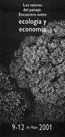 Los valores
del paisaje:
Encuentro entre
ecología y
economía
9-12 de Mayo 2001